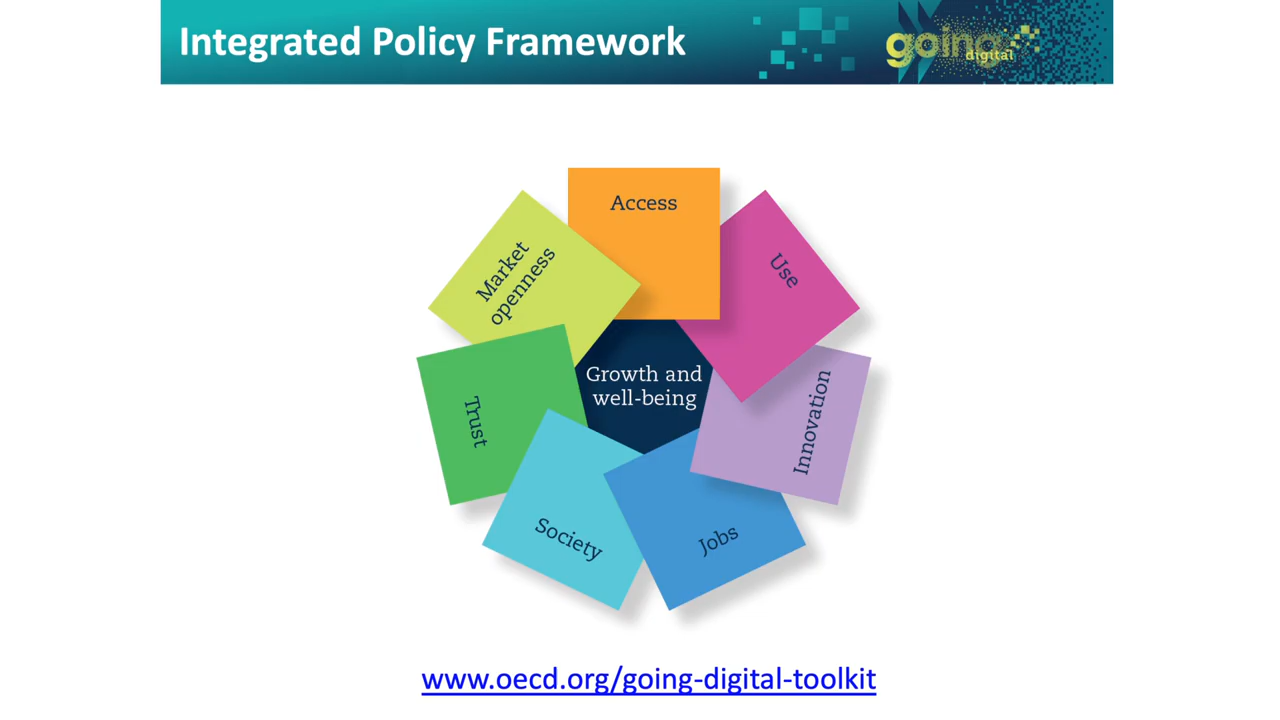 Integrated Policy Framework
going
digital
Access
Use
Innovation
Jobs
Society
Trust
Market
openness
Growth and
well-being
www.oecd.org/going-digital-toolkit